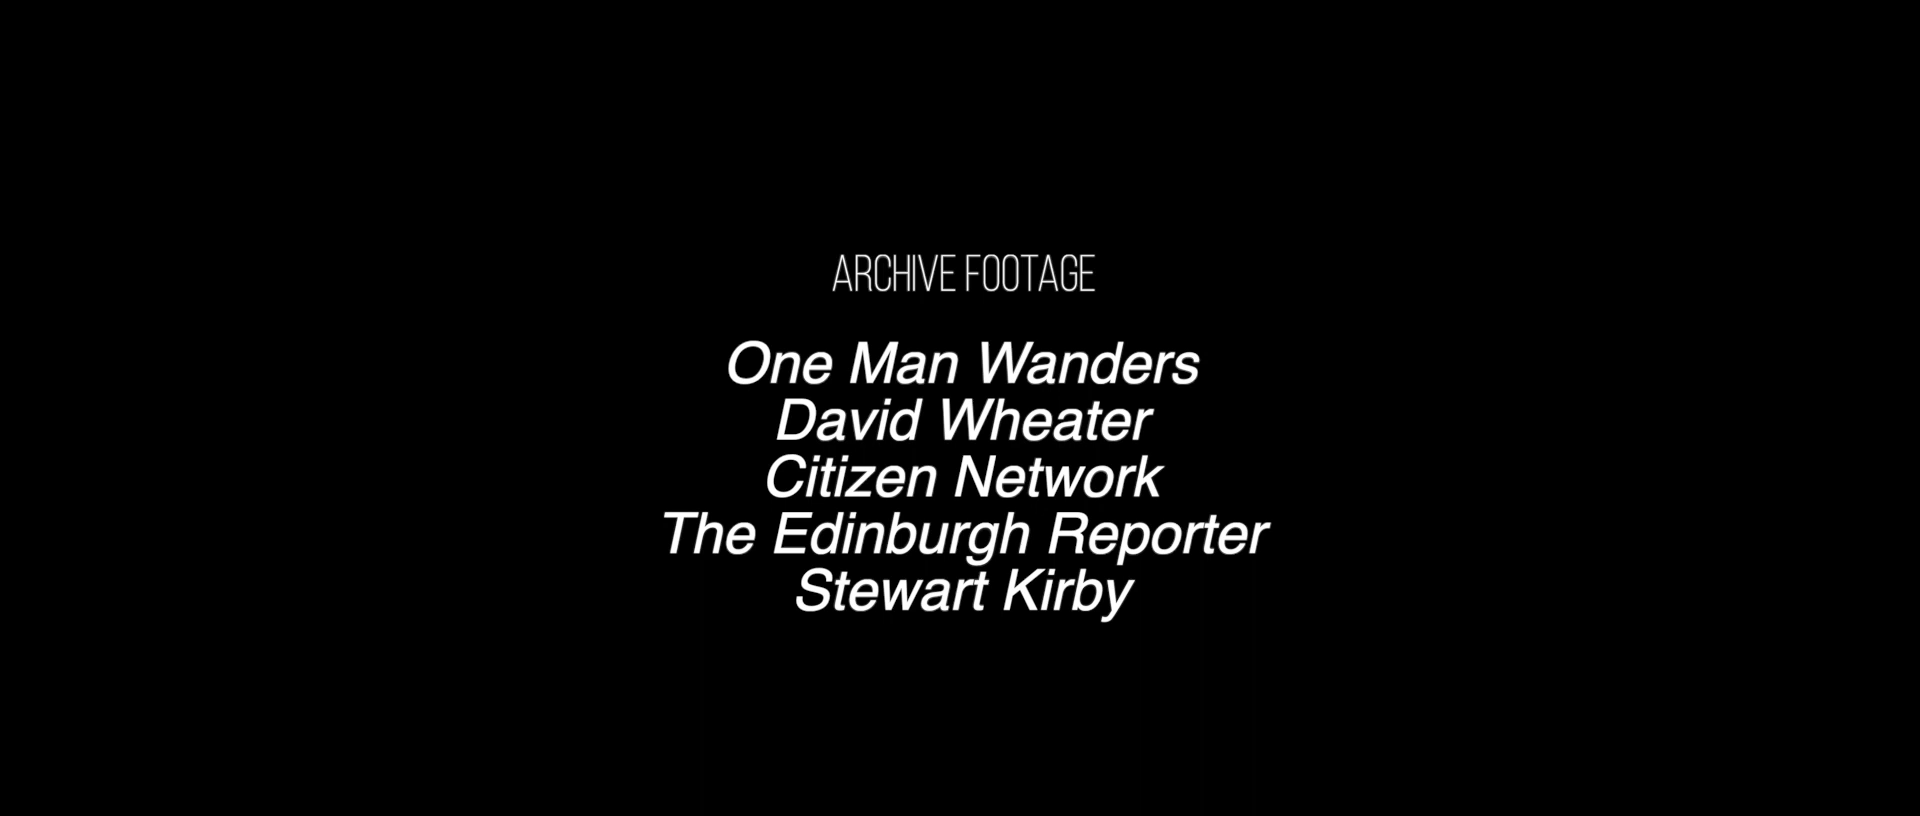 ARCHIVE FOOTAGE
One Man Wanders
David Wheater
Citizen Network
The Edinburgh Reporter
Stewart Kirby